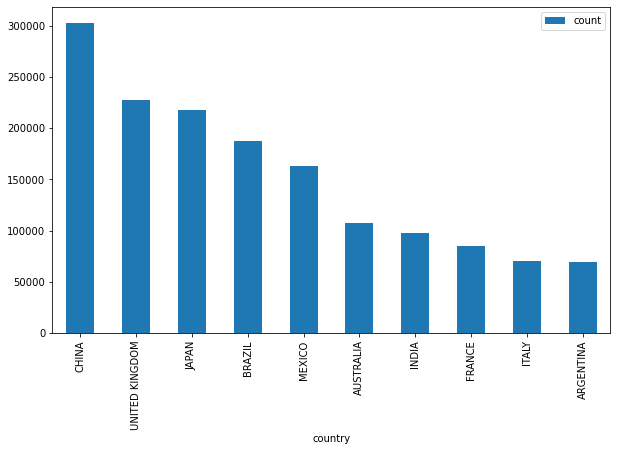 count
300000
250000
200000
150000
100000
50000
0
CHINA
UNITED KINGDOM
JAPAN
BRAZIL
MEXICO
AUSTRALIA
INDIA
FRANCE
ITALY
ARGENTINA
country